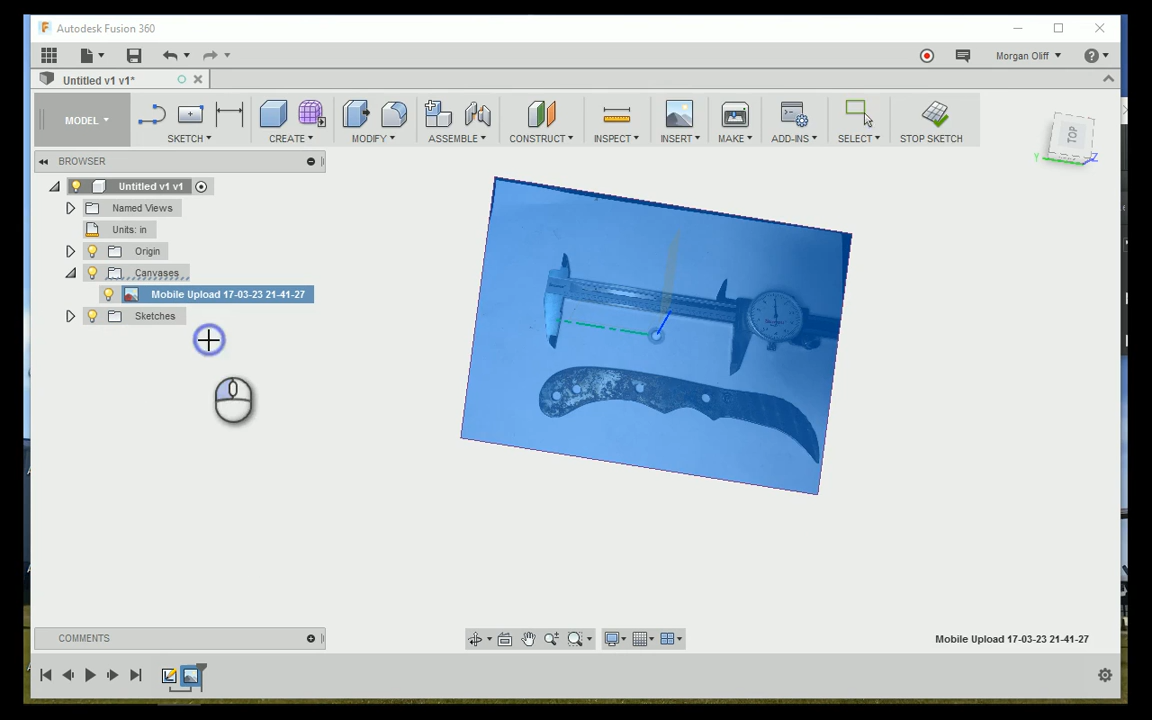 Autodesk Fusion 360
Morgan Oliff
Untitled v1 v1*
MODEL
SKETCH
CREATE
MODIFY
ASSEMBLE
CONSTRUCT
INSPECT
INSERT
MAKE
ADD-INS
SELECT
STOP SKETCH
TOP
Y
Z
BROWSER
Untitled v1 v1
Named Views
Units: in
Origin
Canvases
Mobile Upload 17-03-23 21-41-27
Sketches
COMMENTS
Mobile Upload 17-03-23 21-41-27